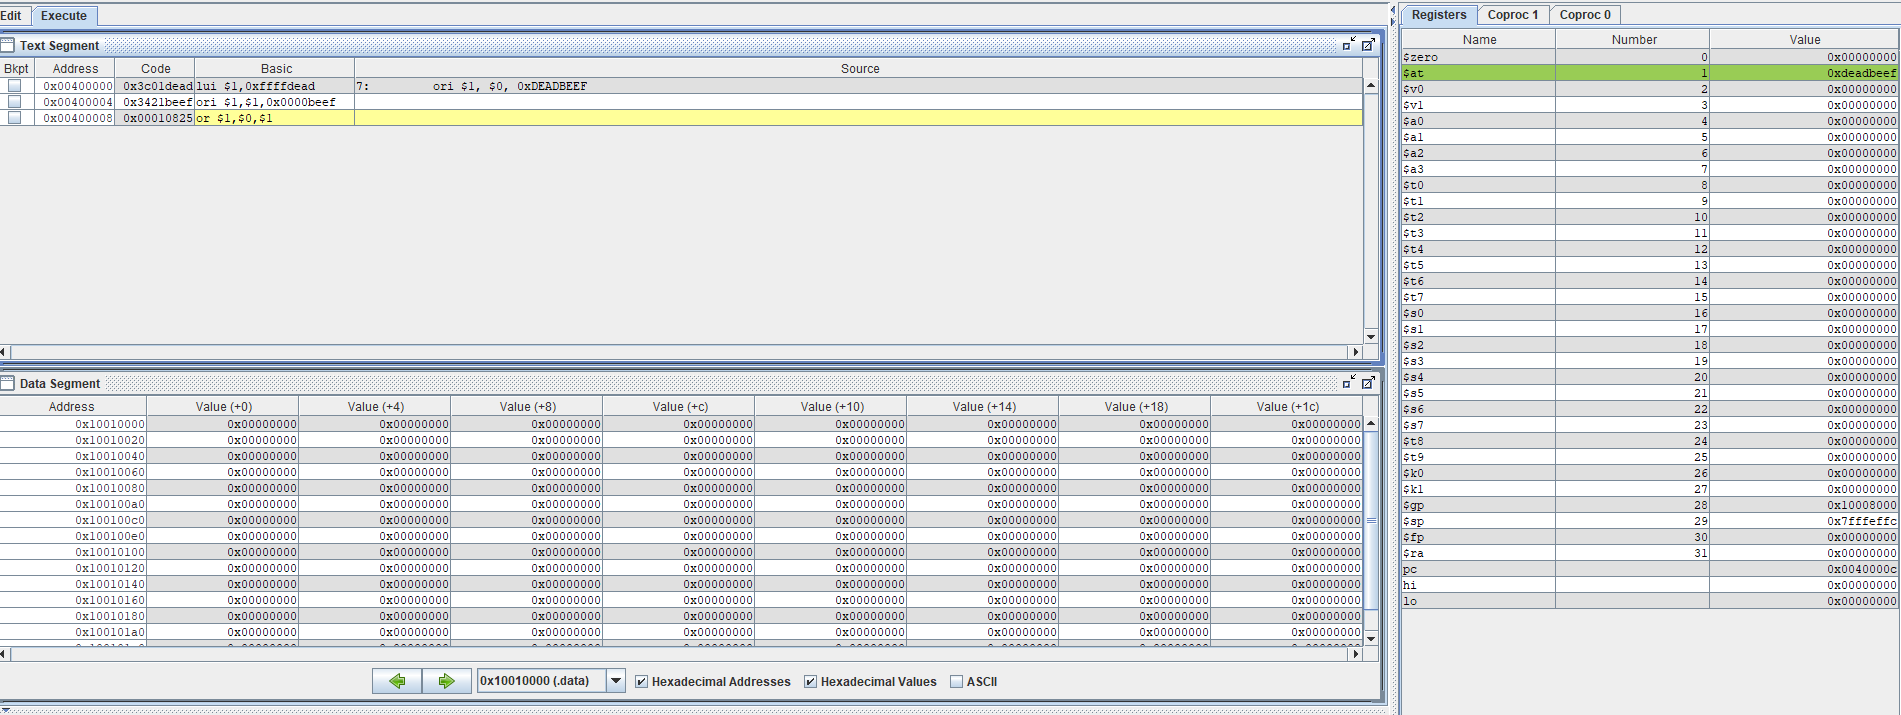 Edit Execute
Text Segment
Bkpt Address Code Basic Source
0x00400000 0x3c01dead lui $1,0xffffdead 7: ori $1, $0, 0xDEADBEEF
0x00400004 0x3421beef ori $1,$1,0x0000beef
0x00400008 0x00010825 or $1,$0,$1
Data Segment
Address Value (+0) Value (+4) Value (+8) Value (+c) Value (+10) Value (+14) Value (+18) Value (+1c)
0x10010000 0x00000000 0x00000000 0x00000000 0x00000000 0x00000000 0x00000000 0x00000000 0x00000000
0x10010020 0x00000000 0x00000000 0x00000000 0x00000000 0x00000000 0x00000000 0x00000000 0x00000000
0x10010040 0x00000000 0x00000000 0x00000000 0x00000000 0x00000000 0x00000000 0x00000000 0x00000000
0x10010060 0x00000000 0x00000000 0x00000000 0x00000000 0x00000000 0x00000000 0x00000000 0x00000000
0x10010080 0x00000000 0x00000000 0x00000000 0x00000000 0x00000000 0x00000000 0x00000000 0x00000000
0x100100a0 0x00000000 0x00000000 0x00000000 0x00000000 0x00000000 0x00000000 0x00000000 0x00000000
0x100100c0 0x00000000 0x00000000 0x00000000 0x00000000 0x00000000 0x00000000 0x00000000 0x00000000
0x100100e0 0x00000000 0x00000000 0x00000000 0x00000000 0x00000000 0x00000000 0x00000000 0x00000000
0x10010100 0x00000000 0x00000000 0x00000000 0x00000000 0x00000000 0x00000000 0x00000000 0x00000000
0x10010120 0x00000000 0x00000000 0x00000000 0x00000000 0x00000000 0x00000000 0x00000000 0x00000000
0x10010140 0x00000000 0x00000000 0x00000000 0x00000000 0x00000000 0x00000000 0x00000000 0x00000000
0x10010160 0x00000000 0x00000000 0x00000000 0x00000000 0x00000000 0x00000000 0x00000000 0x00000000
0x10010180 0x00000000 0x00000000 0x00000000 0x00000000 0x00000000 0x00000000 0x00000000 0x00000000
0x100101a0 0x00000000 0x00000000 0x00000000 0x00000000 0x00000000 0x00000000 0x00000000 0x00000000
0x10010000 (.data) Hexadecimal Addresses Hexadecimal Values ASCII
Registers Coproc 1 Coproc 0
Name Number Value
$zero 0 0x00000000
$at 1 0xdeadbeef
$v0 2 0x00000000
$v1 3 0x00000000
$a0 4 0x00000000
$a1 5 0x00000000
$a2 6 0x00000000
$a3 7 0x00000000
$t0 8 0x00000000
$t1 9 0x00000000
$t2 10 0x00000000
$t3 11 0x00000000
$t4 12 0x00000000
$t5 13 0x00000000
$t6 14 0x00000000
$t7 15 0x00000000
$s0 16 0x00000000
$s1 17 0x00000000
$s2 18 0x00000000
$s3 19 0x00000000
$s4 20 0x00000000
$s5 21 0x00000000
$s6 22 0x00000000
$s7 23 0x00000000
$t8 24 0x00000000
$t9 25 0x00000000
$k0 26 0x00000000
$k1 27 0x00000000
$gp 28 0x10008000
$sp 29 0x7fffeffc
$fp 30 0x00000000
$ra 31 0x00000000
pc 0x0040000c
hi 0x00000000
lo 0x00000000